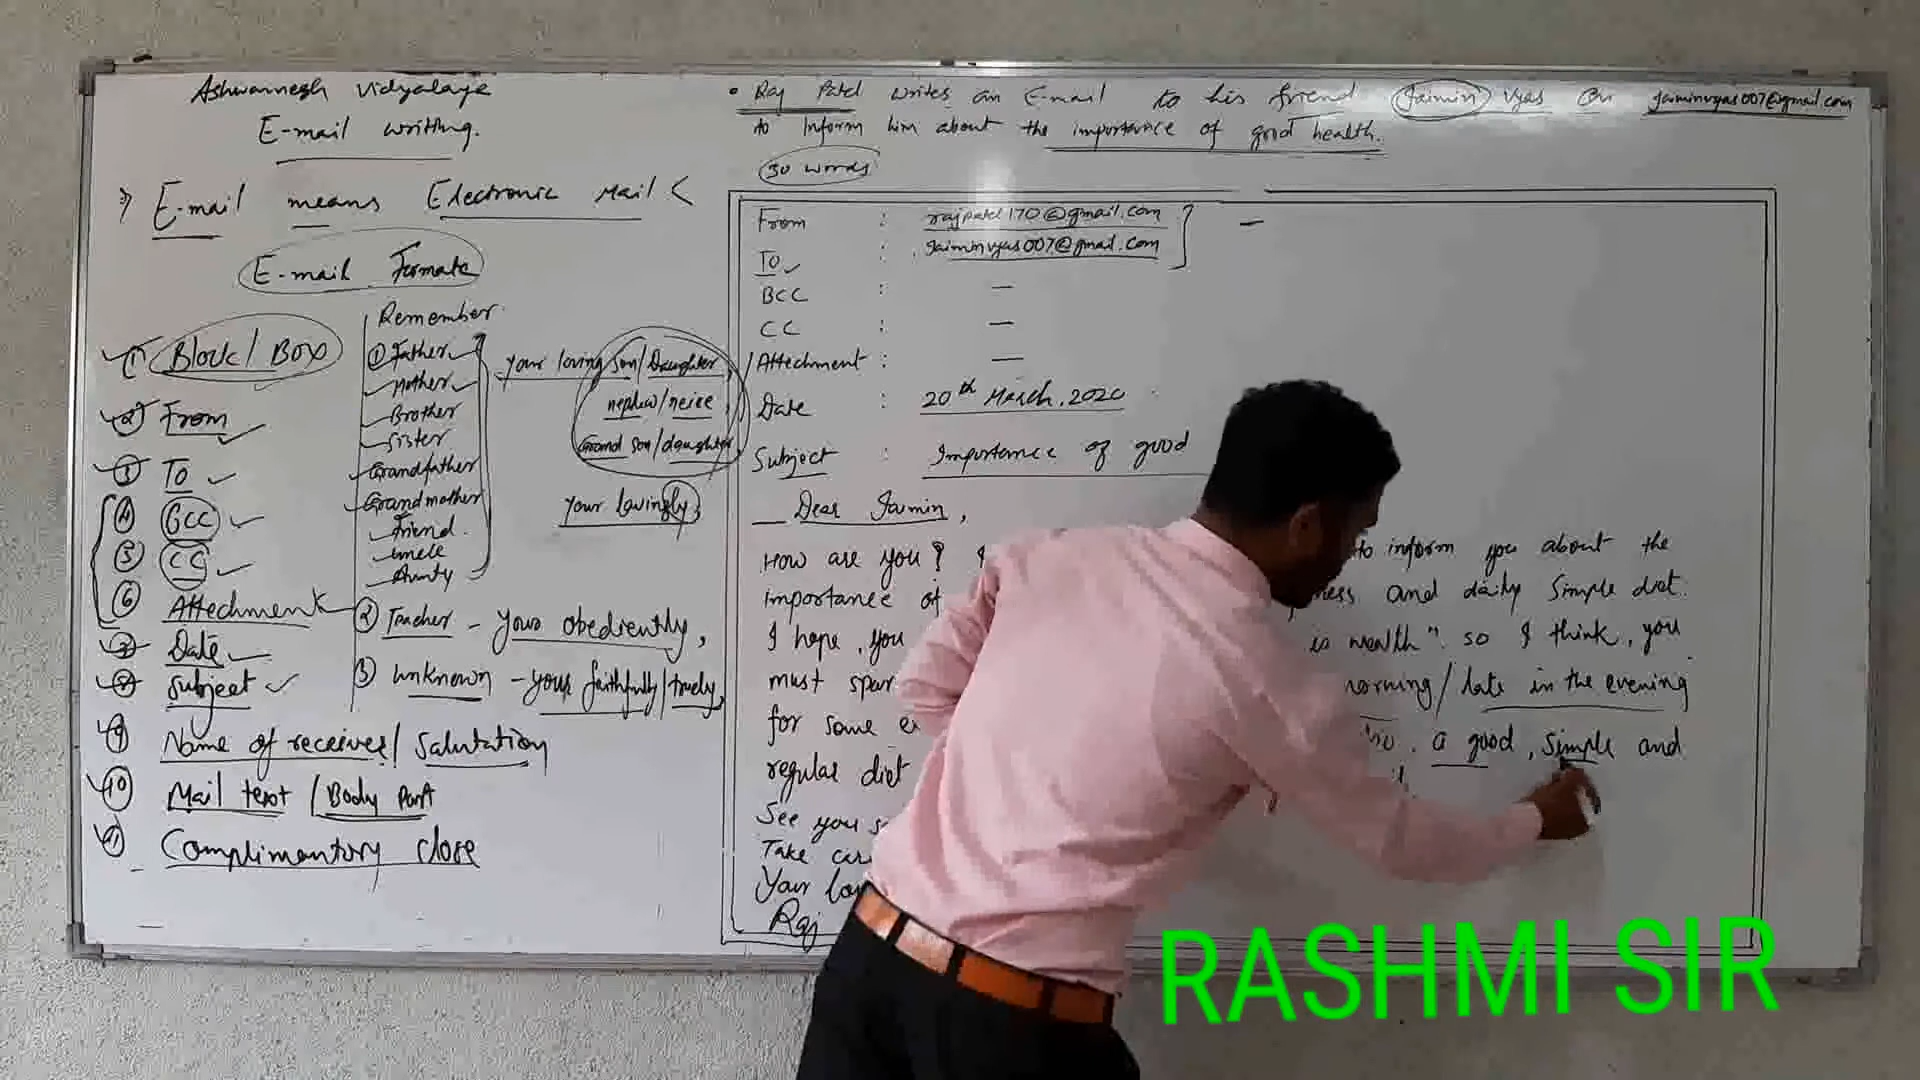 Ashwamegh Vidyalaya
E-mail writting.
E-mail means Electronic Mail
E-mail Formate
① Block/Box
② From
③ To
④ BCC
⑤ CC
⑥ Attechment
⑦ Date
⑧ Subject
⑨ Name of receiver/Salutation
⑩ Mail text/Body Part
⑪ Complimentory close
Remember
① Father
Mother
Brother
Sister
Grandfather
Grandmother
Friend
Uncle
Aunty
Your loving son/Daughter
nephew/neice
Grand son/daughter
Your lovingly,
② Teacher - Your obediently,
③ Unknown - your faithfully/truely,
• Raj Patel writes an E-mail to his friend Jaimin Vyas on jaiminvyas007@gmail.com
to inform him about the importance of good health.
30 words
From : rajpatel170@gmail.com
To : jaiminvyas007@gmail.com
BCC : —
CC : —
Attechment : —
Date : 20th March, 2020
Subject : Importance of good
Dear Jaimin,
How are you? to inform you about the
importance of and daily simple diet.
I hope, you is wealth". so I think, you
must morning/late in the evening
for some a good, simple and
regular diet
See you
Take
Your
Raj
RASHMI SIR